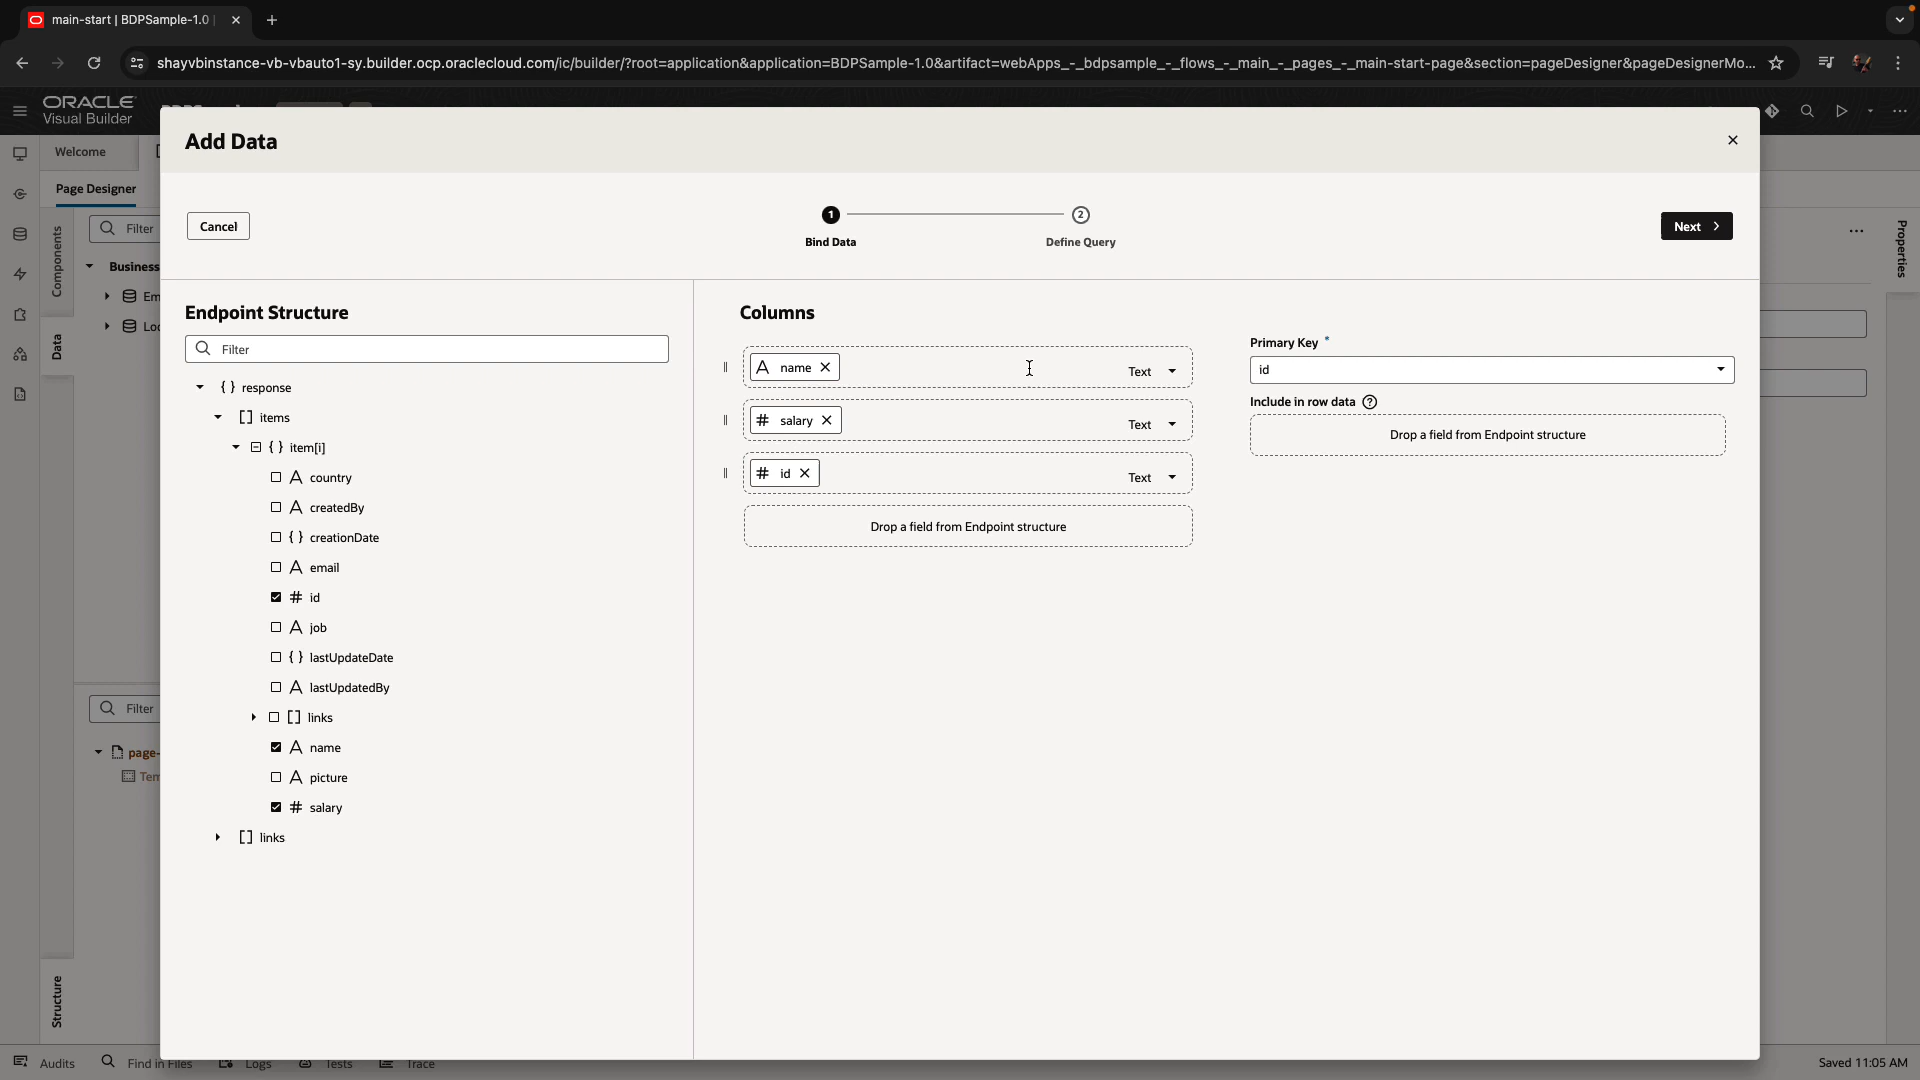 main-start | BDPSample-1.0 |
shayvbinstance-vb-vbauto1-sy.builder.ocp.oraclecloud.com/ic/builder/?root=application&application=BDPSample-1.0&artifact=webApps_-_bdpsample_-_flows_-_main_-_pages_-_main-start-page&section=pageDesigner&pageDesignerMo...
ORACLE
Visual Builder
Welcome
Page Designer
Filter
Components
Data
Structure
Business
Filter
page-
Properties
Add Data
Cancel
1
2
Bind Data
Define Query
Next
Endpoint Structure
Filter
{ } response
[ ] items
{ } item[i]
A country
A createdBy
{ } creationDate
A email
# id
A job
{ } lastUpdateDate
A lastUpdatedBy
[ ] links
A name
A picture
# salary
[ ] links
Columns
A name
Text
# salary
Text
# id
Text
Drop a field from Endpoint structure
Primary Key *
id
Include in row data ?
Drop a field from Endpoint structure
Audits
Find in Files
Logs
Tests
Trace
Saved 11:05 AM